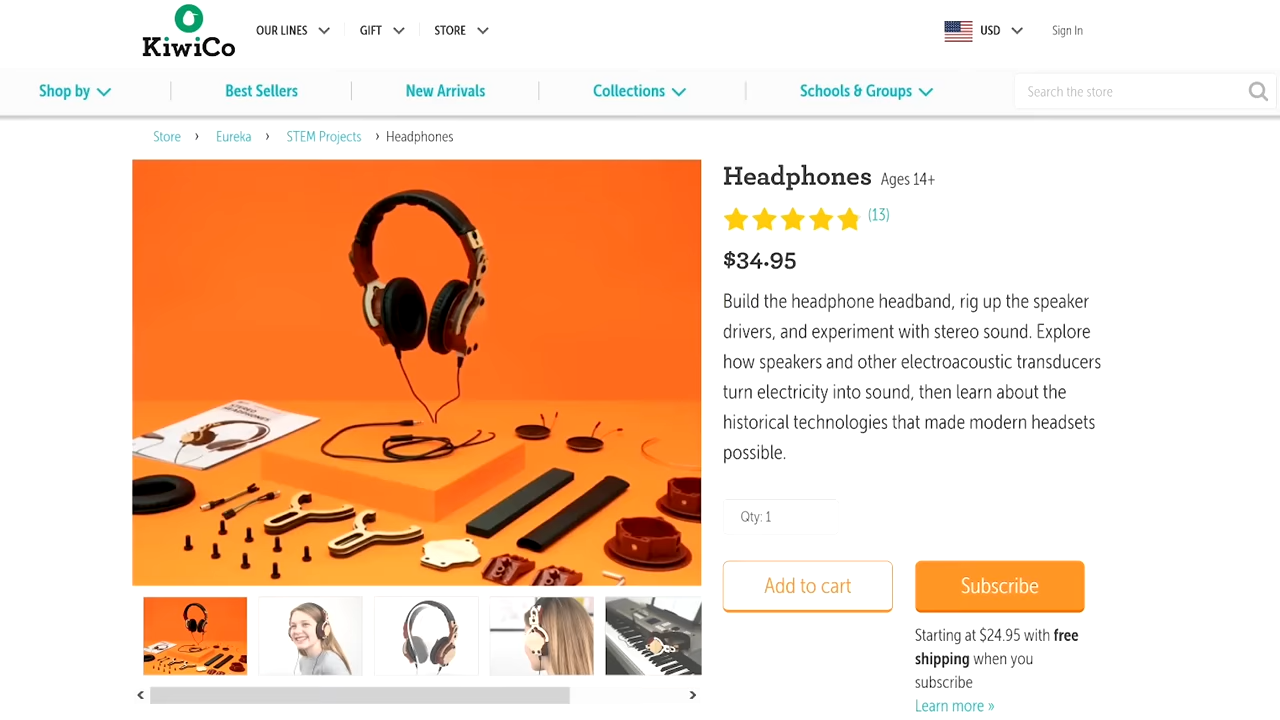 KiwiCo
OUR LINES
GIFT
STORE
USD
Sign In
Shop by
Best Sellers
New Arrivals
Collections
Schools & Groups
Search the store
Store › Eureka › STEM Projects › Headphones
Headphones Ages 14+
(13)
$34.95
Build the headphone headband, rig up the speaker
drivers, and experiment with stereo sound. Explore
how speakers and other electroacoustic transducers
turn electricity into sound, then learn about the
historical technologies that made modern headsets
possible.
Qty: 1
Add to cart
Subscribe
Starting at $24.95 with free
shipping when you
subscribe
Learn more »
STEREO
HEADPHONES